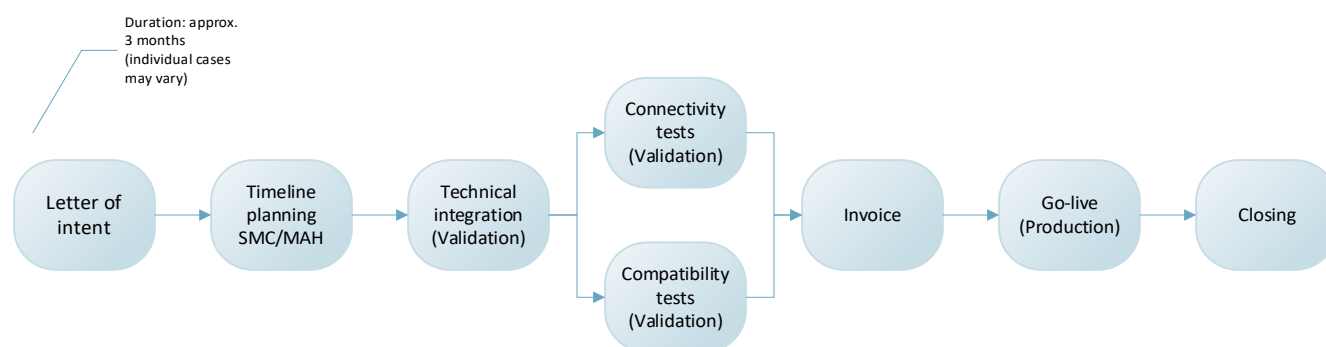 Duration: approx.
3 months
(individual cases
may vary)
Letter of
intent
Timeline
planning
SMC/MAH
Technical
integration
(Validation)
Connectivity
tests
(Validation)
Compatibility
tests
(Validation)
Invoice
Go-live
(Production)
Closing